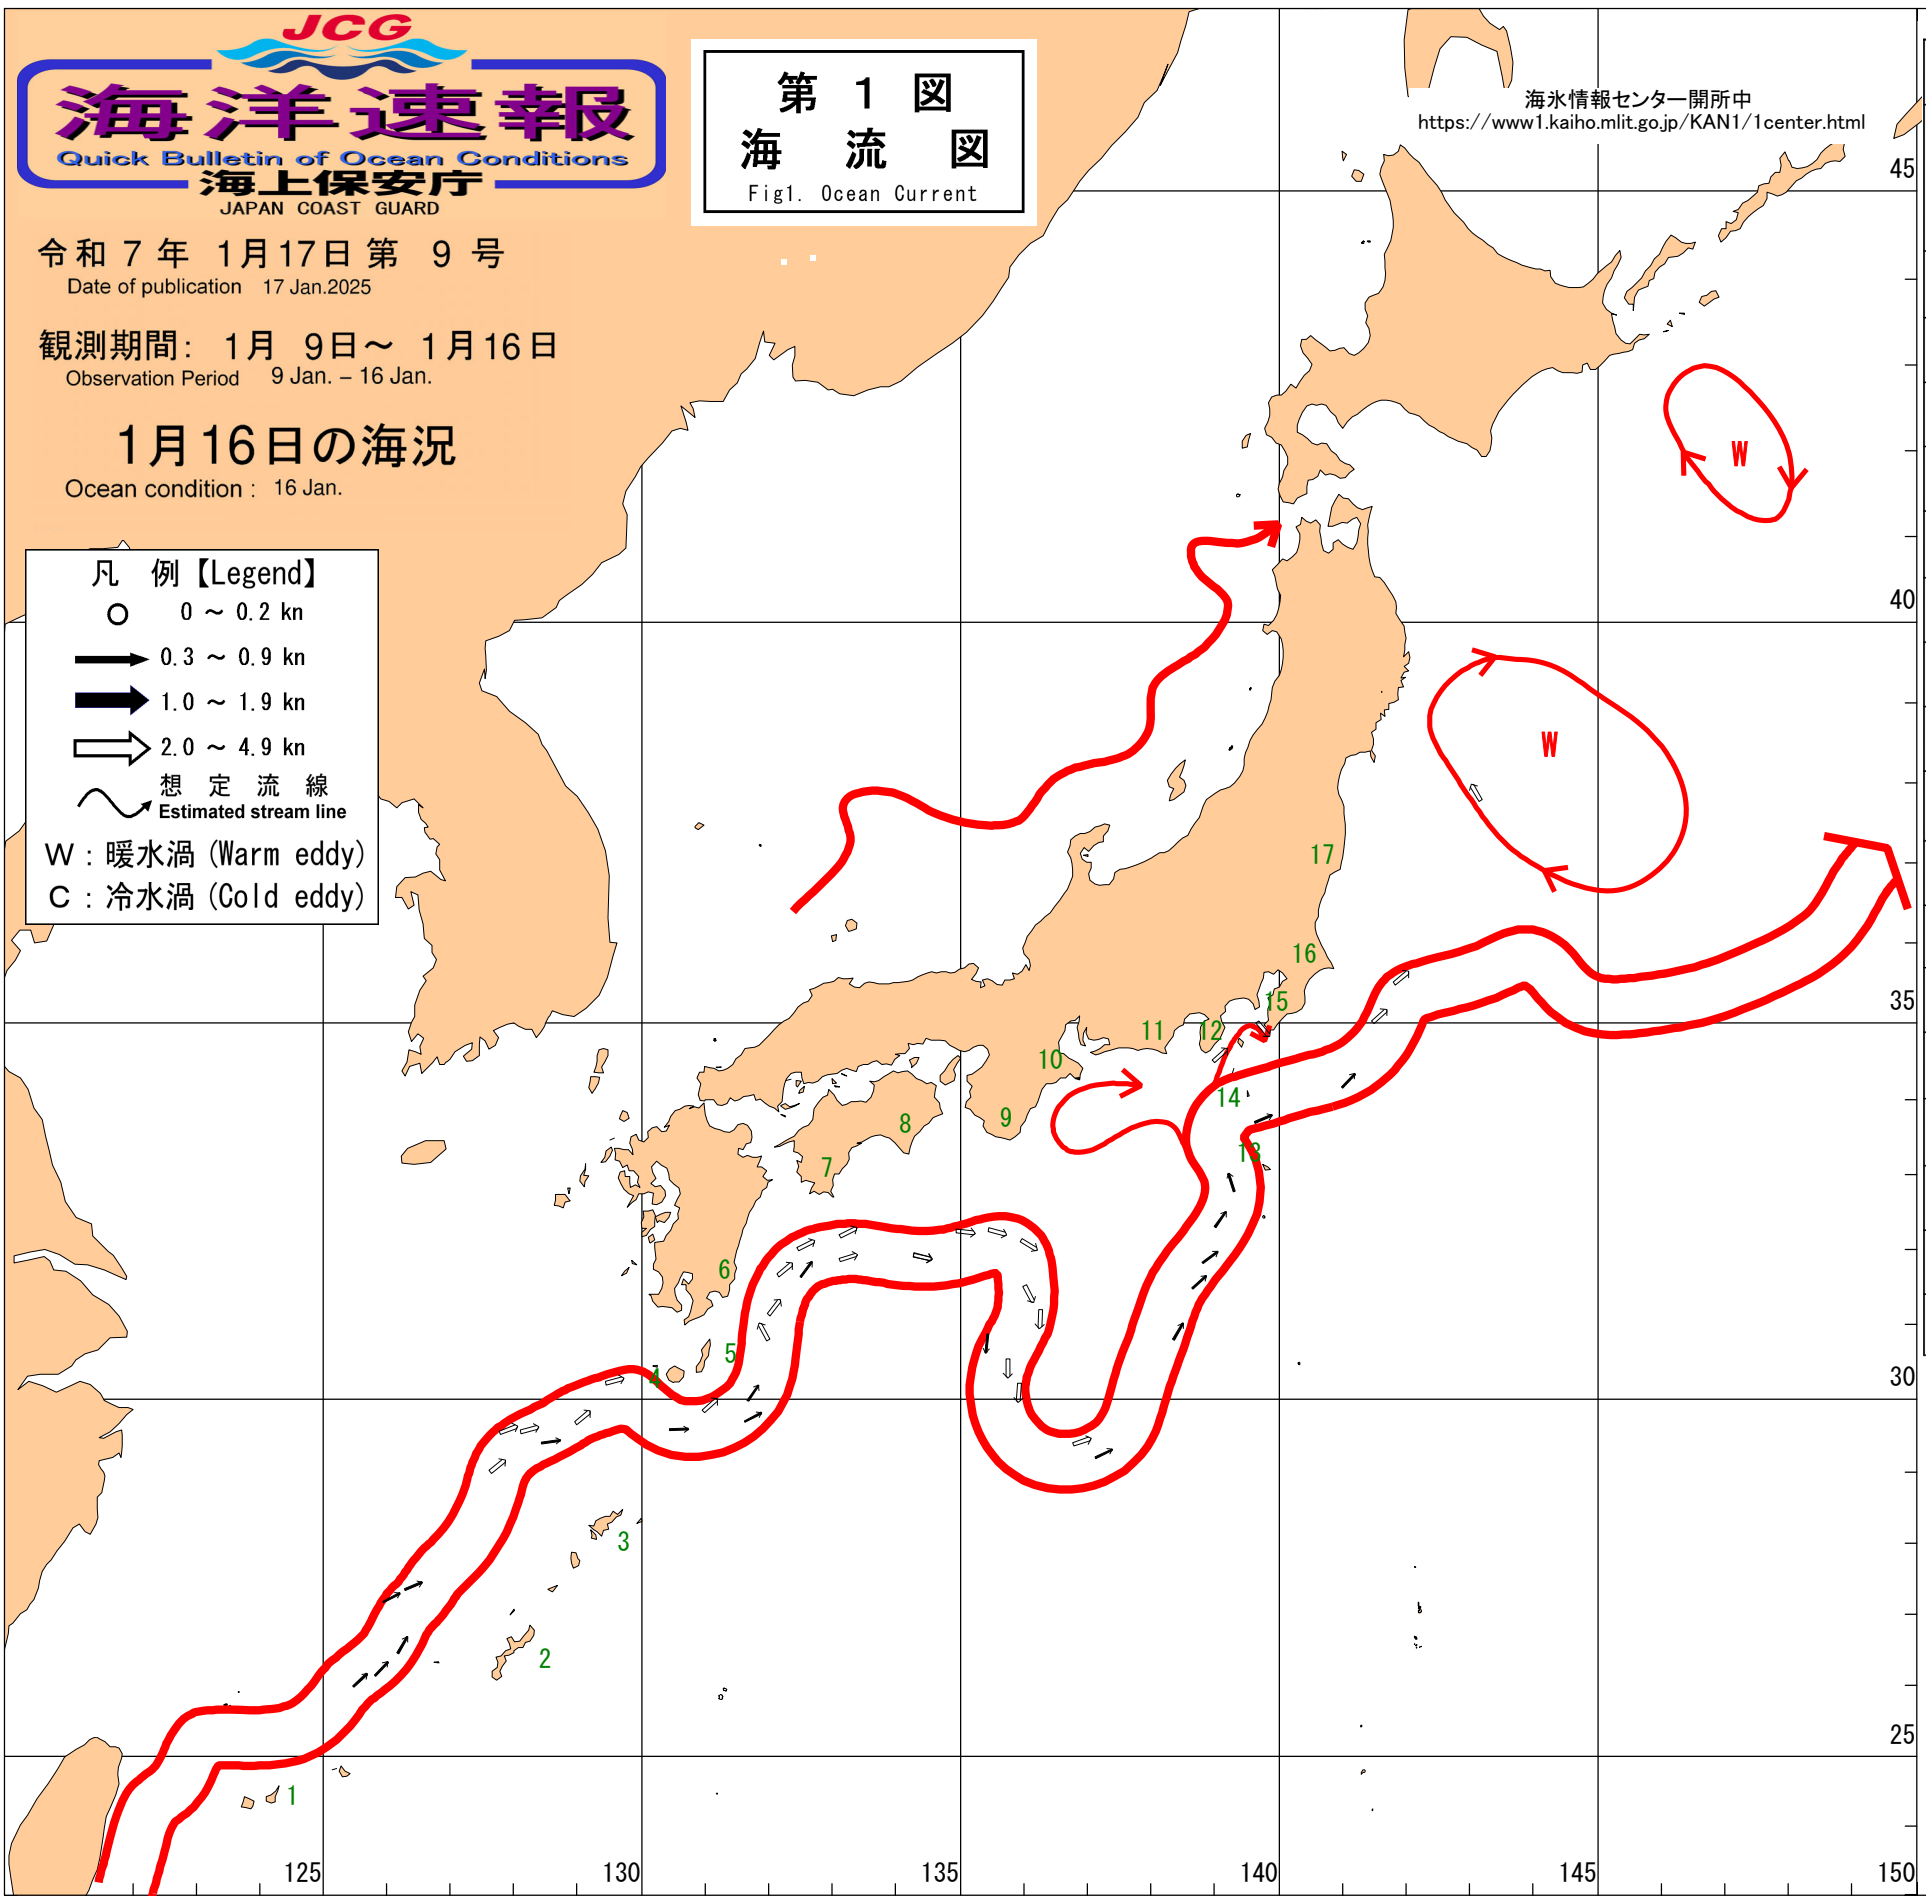 JCG
海洋速報
Quick Bulletin of Ocean Conditions
海上保安庁
JAPAN COAST GUARD
令和 7 年 1月17日 第 9 号
Date of publication 17 Jan.2025
観測期間: 1月 9日～ 1月16日
Observation Period 9 Jan. – 16 Jan.
1月16日の海況
Ocean condition : 16 Jan.
第 1 図
海 流 図
Fig1. Ocean Current
海氷情報センター開所中
https://www1.kaiho.mlit.go.jp/KAN1/1center.html
凡 例【Legend】
0 ～ 0.2 kn
0.3 ～ 0.9 kn
1.0 ～ 1.9 kn
2.0 ～ 4.9 kn
想 定 流 線
Estimated stream line
W : 暖水渦 (Warm eddy)
C : 冷水渦 (Cold eddy)
45
W
40
W
17
16
35
15
12
11
10
14
9
8
13
7
6
5
4
30
3
2
25
1
125
130
135
140
145
150